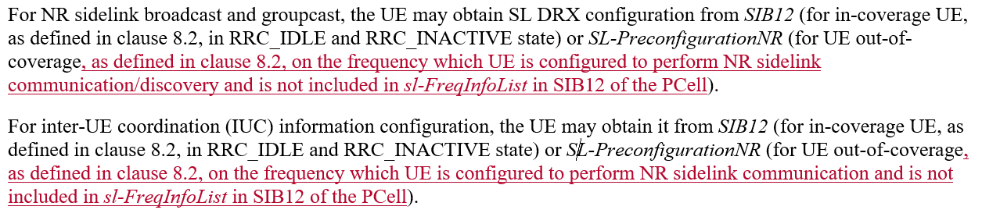 For NR sidelink broadcast and groupcast, the UE may obtain SL DRX configuration from SIB12 (for in-coverage UE,
as defined in clause 8.2, in RRC_IDLE and RRC_INACTIVE state) or SL-PreconfigurationNR (for UE out-of-
coverage, as defined in clause 8.2, on the frequency which UE is configured to perform NR sidelink
communication/discovery and is not included in sl-FreqInfoList in SIB12 of the PCell).
For inter-UE coordination (IUC) information configuration, the UE may obtain it from SIB12 (for in-coverage UE, as
defined in clause 8.2, in RRC_IDLE and RRC_INACTIVE state) or SL-PreconfigurationNR (for UE out-of-coverage,
as defined in clause 8.2, on the frequency which UE is configured to perform NR sidelink communication and is not
included in sl-FreqInfoList in SIB12 of the PCell).